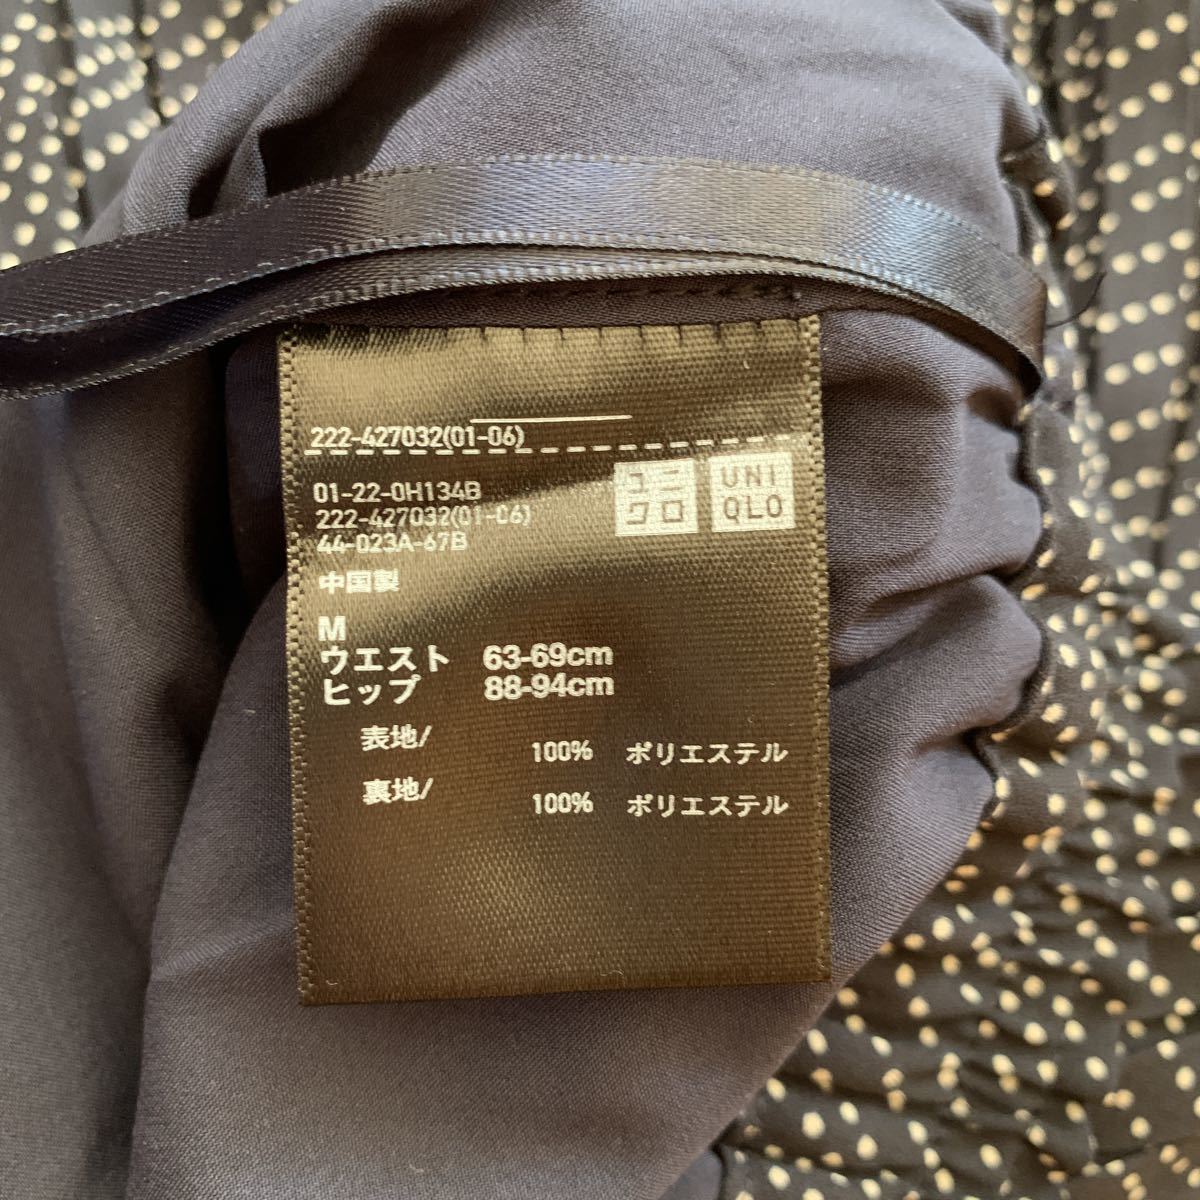 222-427032(01-06)
01-22-0H134B
222-427032(01-06)
44-023A-67B
ユニ
クロ
UNI
QLO
中国製
M
ウエスト 63-69cm
ヒップ 88-94cm
表地/
100% ポリエステル
裏地/
100% ポリエステル